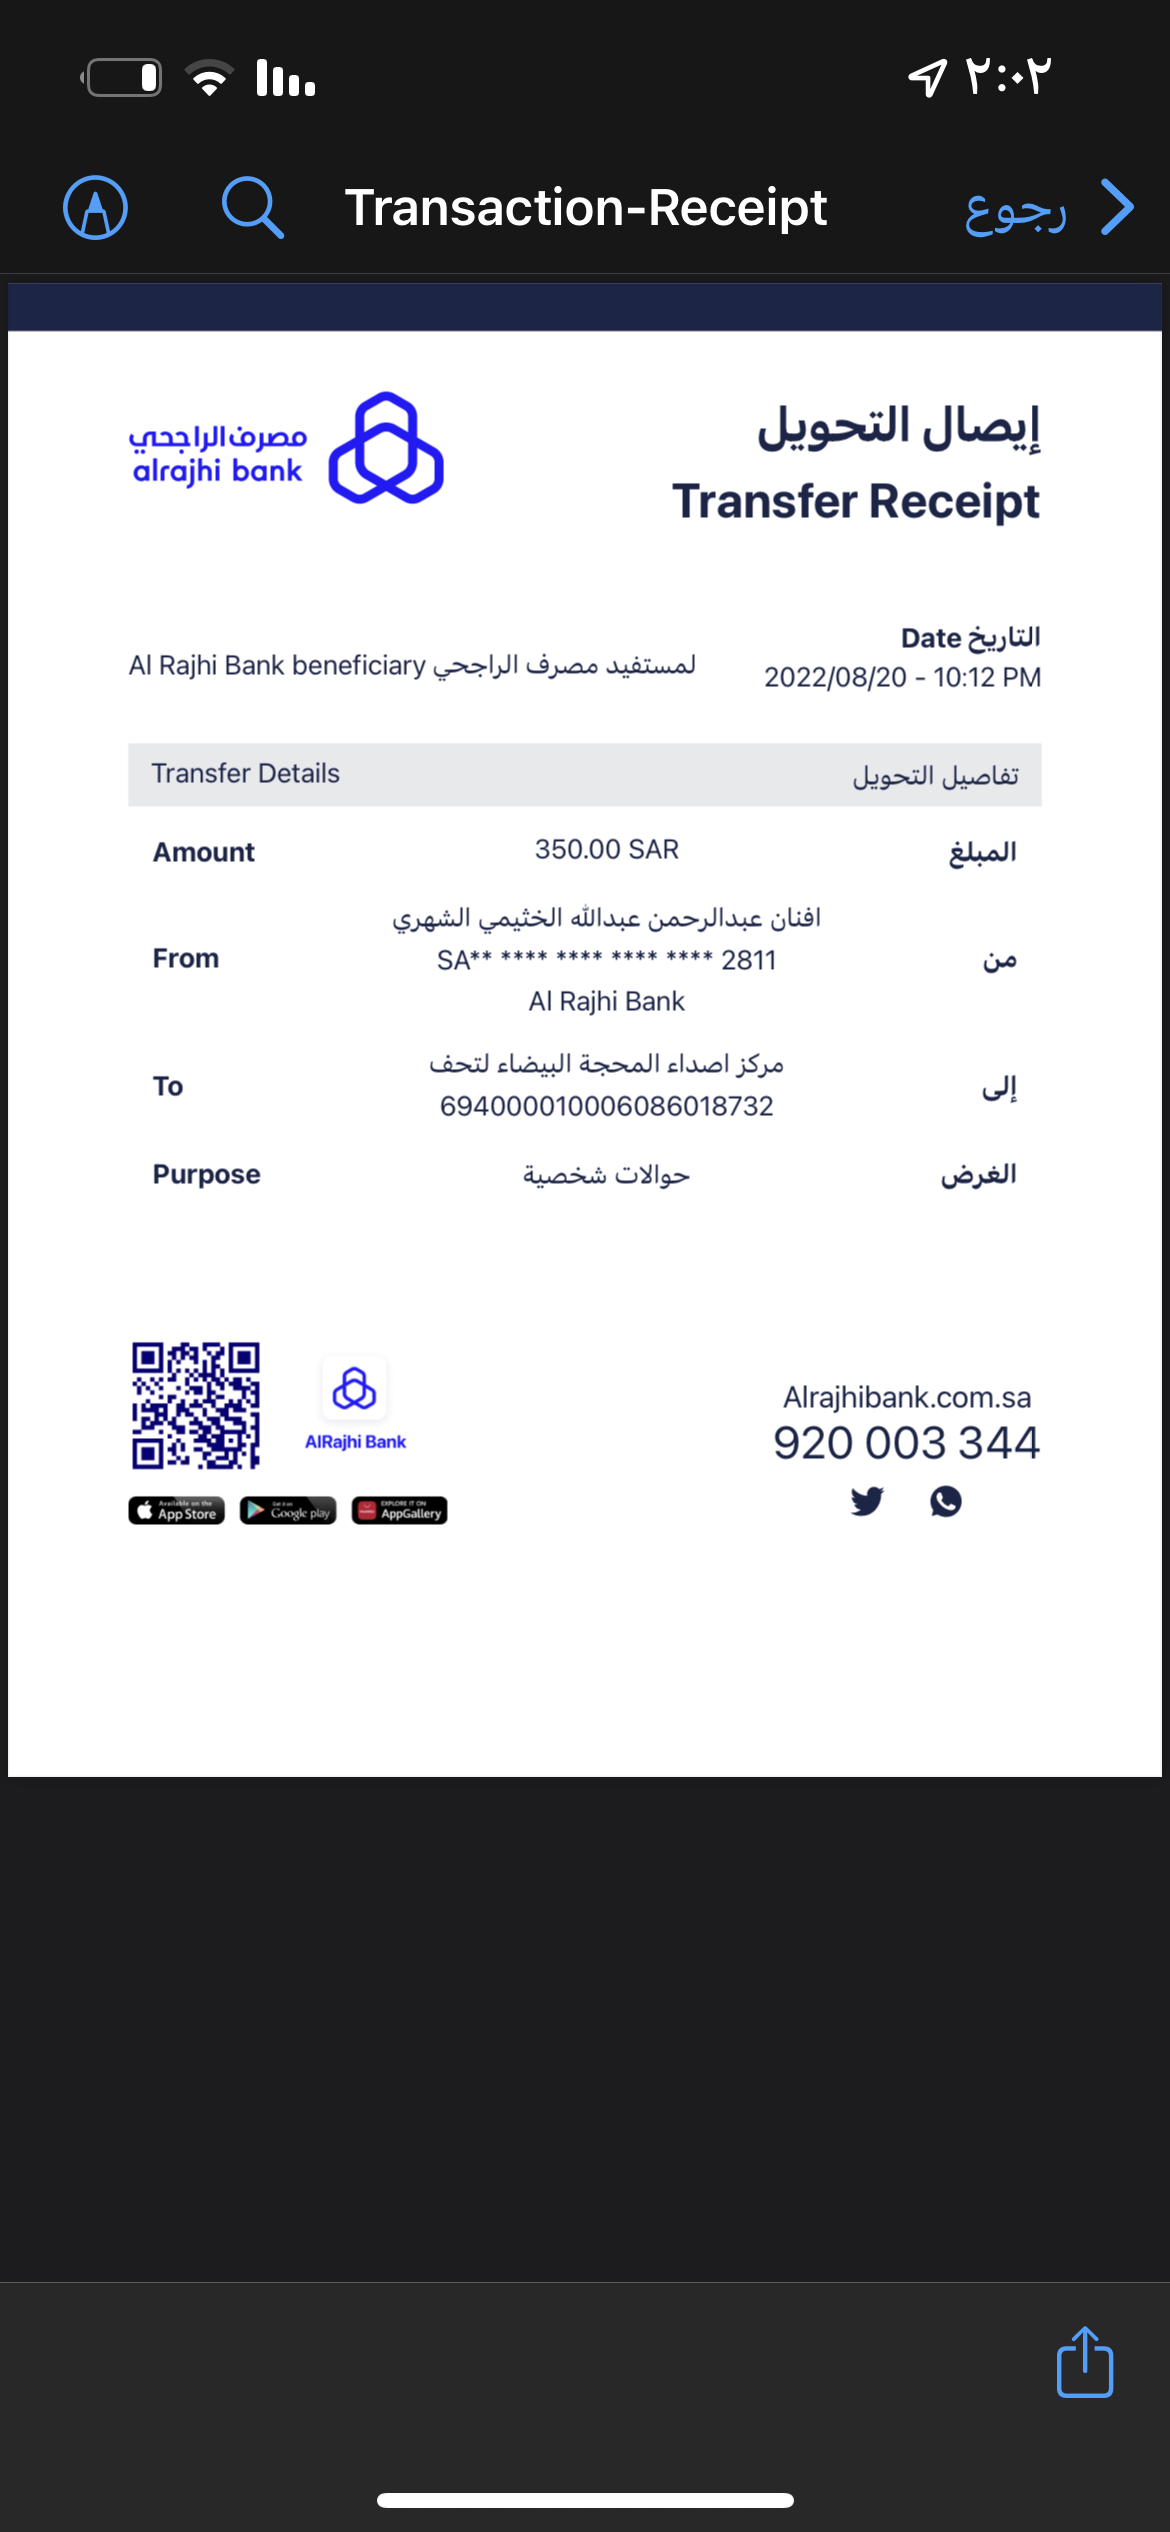 ٢:٠٢
Transaction-Receipt
رجوع
مصرف الراجحي
alrajhi bank
إيصال التحويل
Transfer Receipt
التاريخ Date
2022/08/20 - 10:12 PM
لمستفيد مصرف الراجحي Al Rajhi Bank beneficiary
Transfer Details تفاصيل التحويل
Amount 350.00 SAR المبلغ
افنان عبدالرحمن عبدالله الخثيمي الشهري
From SA** **** **** **** **** 2811 من
Al Rajhi Bank
مركز اصداء المحجة البيضاء لتحف
To 694000010006086018732 إلى
Purpose حوالات شخصية الغرض
AlRajhi Bank
Available on the App Store
Get it on Google play
EXPLORE IT ON AppGallery
Alrajhibank.com.sa
920 003 344